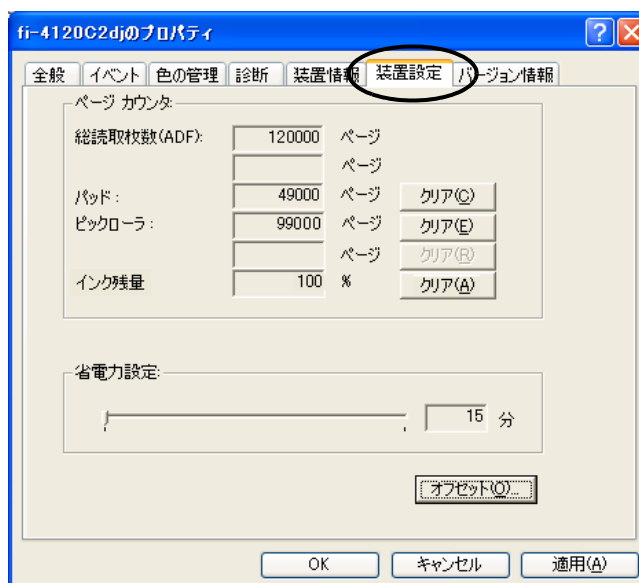 fi-4120C2djのプロパティ
全般 イベント 色の管理 診断 装置情報 装置設定 バージョン情報
ページ カウンタ:
総読取枚数(ADF): 120000 ページ
ページ
パッド: 49000 ページ クリア(C)
ピックローラ: 99000 ページ クリア(E)
ページ クリア(R)
インク残量 100 % クリア(A)
省電力設定:
15 分
オフセット(O)...
OK キャンセル 適用(A)